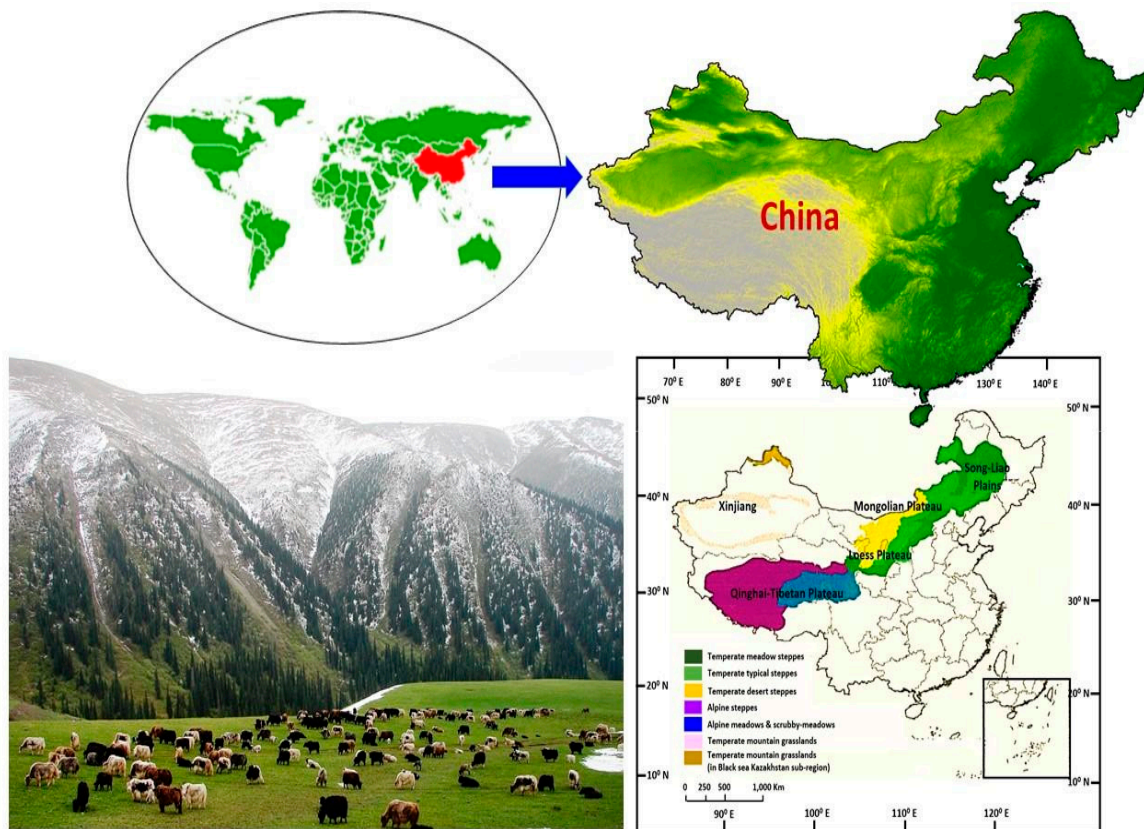 China
70⁰ E 80⁰ E 90⁰ E 100⁰ E 110⁰ E 130⁰ E 140⁰ E
50⁰ N 50⁰ N
Song-Liao
Plains
40⁰ N Xinjiang Mongolian Plateau 40⁰ N
Loess Plateau
30⁰ N Qinghai-Tibetan Plateau 30⁰ N
Temperate meadow steppes
Temperate typical steppes
20⁰ N Temperate desert steppes 20⁰ N
Alpine steppes
Alpine meadows & scrubby-meadows
Temperate mountain grasslands
Temperate mountain grasslands
(in Black sea Kazakhstan sub-region)
10⁰ N 10⁰ N
0 250 500 1,000 Km
90⁰ E 100⁰ E 110⁰ E 120⁰ E